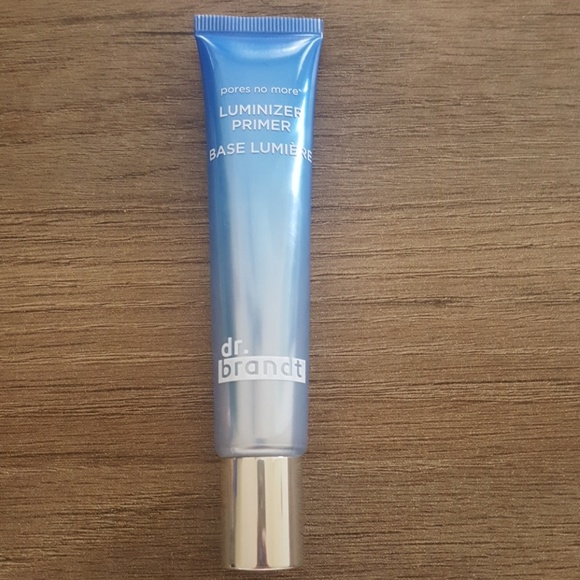 pores no more®
LUMINIZER
PRIMER
BASE LUMIÈRE
dr.
brandt